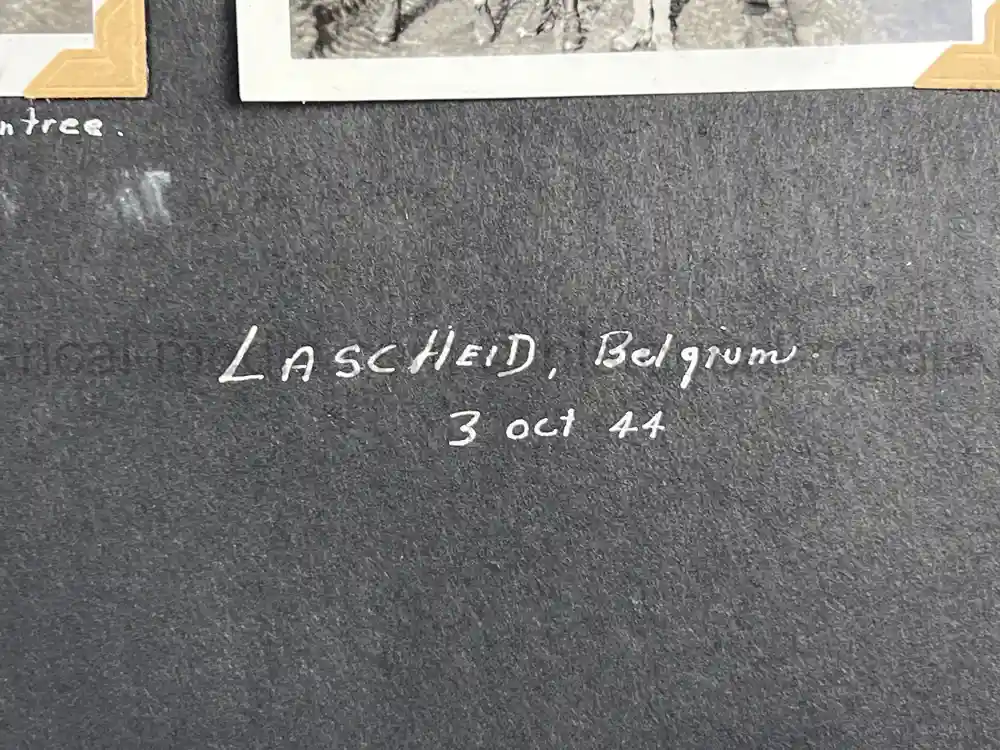 ntree.
LASCHEID, Belgium.
3 oct 44